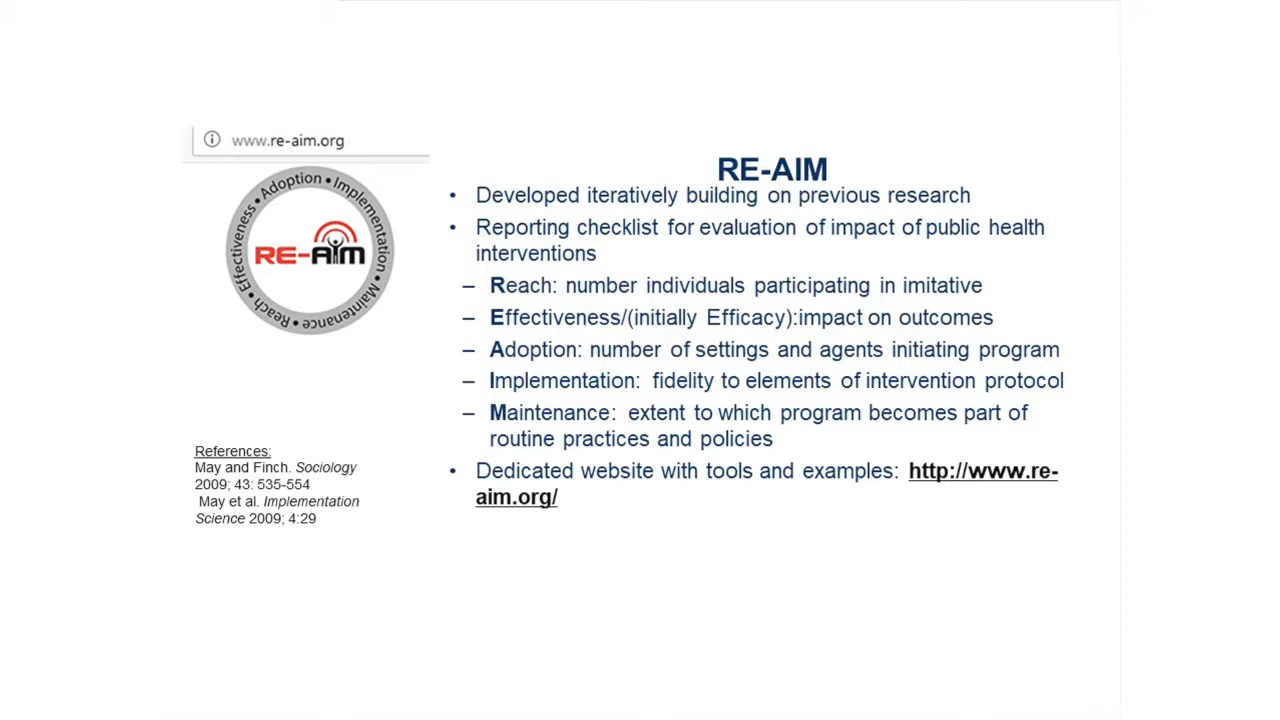 www.re-aim.org
Reach • Effectiveness • Adoption • Implementation • Maintenance •
RE-AIM
References:
May and Finch. Sociology
2009; 43: 535-554
May et al. Implementation
Science 2009; 4:29
RE-AIM
• Developed iteratively building on previous research
• Reporting checklist for evaluation of impact of public health
interventions
– Reach: number individuals participating in imitative
– Effectiveness/(initially Efficacy):impact on outcomes
– Adoption: number of settings and agents initiating program
– Implementation: fidelity to elements of intervention protocol
– Maintenance: extent to which program becomes part of
routine practices and policies
• Dedicated website with tools and examples: http://www.re-
aim.org/